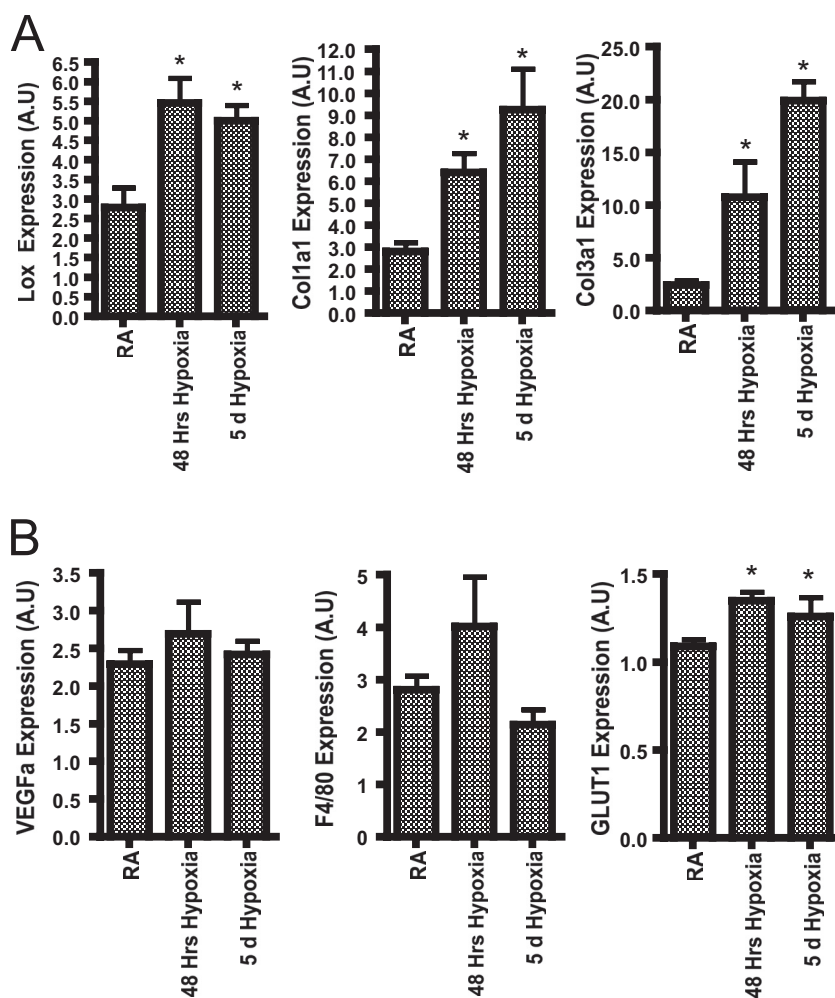 A
Lox Expression (A.U)
6.5
6.0
5.5
5.0
4.5
4.0
3.5
3.0
2.5
2.0
1.5
1.0
0.5
0.0
*
*
RA
48 Hrs Hypoxia
5 d Hypoxia
Col1a1 Expression (A.U)
12.0
11.0
10.0
9.0
8.0
7.0
6.0
5.0
4.0
3.0
2.0
1.0
0.0
*
*
RA
48 Hrs Hypoxia
5 d Hypoxia
Col3a1 Expression (A.U)
25.0
20.0
15.0
10.0
5.0
0.0
*
*
RA
48 Hrs Hypoxia
5 d Hypoxia
B
VEGFa Expression (A.U)
3.5
3.0
2.5
2.0
1.5
1.0
0.5
0.0
RA
48 Hrs Hypoxia
5 d Hypoxia
F4/80 Expression (A.U)
5
4
3
2
1
0
RA
48 Hrs Hypoxia
5 d Hypoxia
GLUT1 Expression (A.U)
1.5
1.0
0.5
0.0
*
*
RA
48 Hrs Hypoxia
5 d Hypoxia